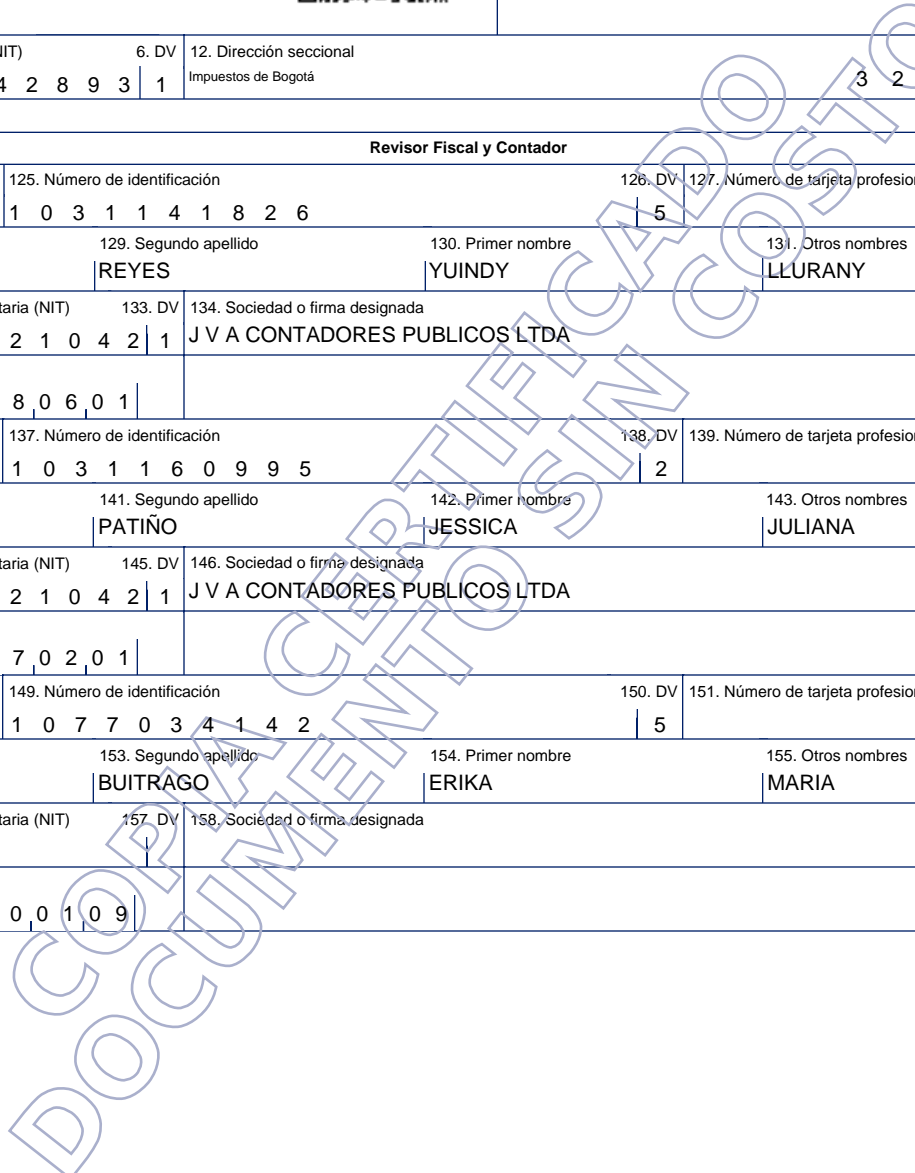 NIT) 6. DV 12. Dirección seccional
4 2 8 9 3 1 Impuestos de Bogotá 3 2
Revisor Fiscal y Contador
125. Número de identificación 126. DV 127. Número de tarjeta profesion
1 0 3 1 1 4 1 8 2 6 5
129. Segundo apellido 130. Primer nombre 131. Otros nombres
REYES YUINDY LLURANY
taria (NIT) 133. DV 134. Sociedad o firma designada
2 1 0 4 2 1 J V A CONTADORES PUBLICOS LTDA
8 0 6 0 1
137. Número de identificación 138. DV 139. Número de tarjeta profesion
1 0 3 1 1 6 0 9 9 5 2
141. Segundo apellido 142. Primer nombre 143. Otros nombres
PATIÑO JESSICA JULIANA
taria (NIT) 145. DV 146. Sociedad o firma designada
2 1 0 4 2 1 J V A CONTADORES PUBLICOS LTDA
7 0 2 0 1
149. Número de identificación 150. DV 151. Número de tarjeta profesion
1 0 7 7 0 3 4 1 4 2 5
153. Segundo apellido 154. Primer nombre 155. Otros nombres
BUITRAGO ERIKA MARIA
taria (NIT) 157. DV 158. Sociedad o firma designada
0 0 1 0 9
COPIA CERTIFICADO
DOCUMENTO SIN COSTO